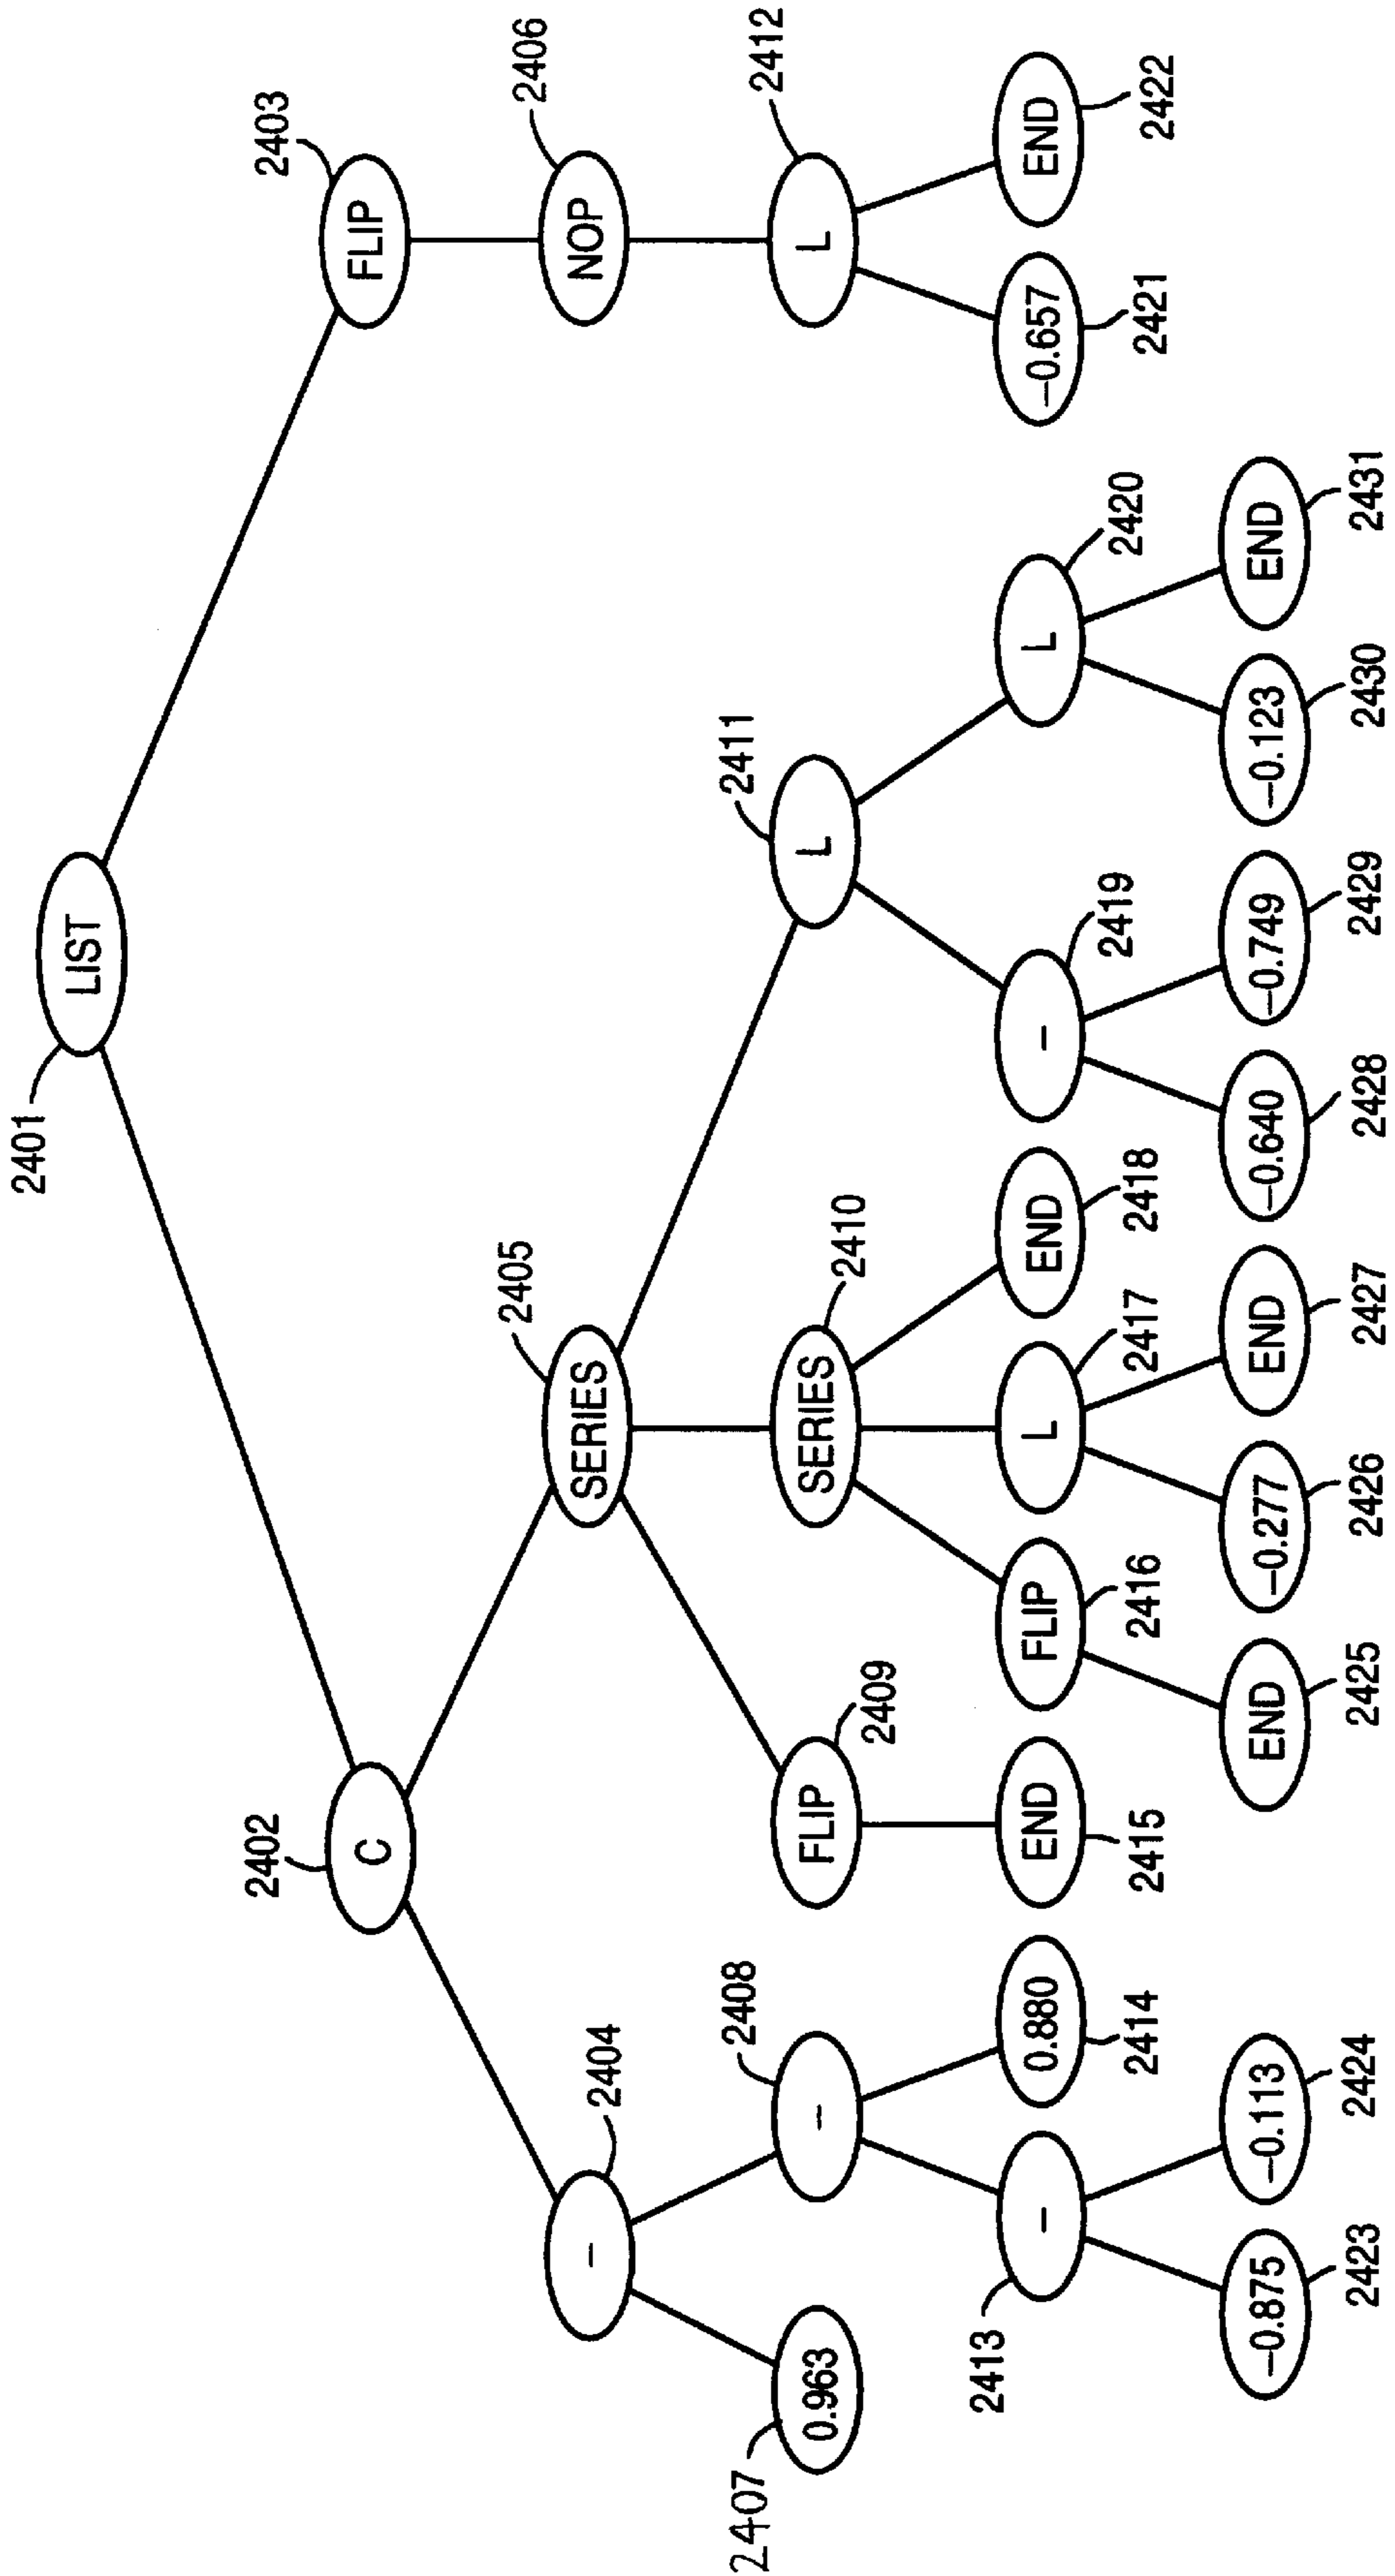 2401
LIST
2402
C
2403
FLIP
2404
–
2405
SERIES
2406
NOP
2407
0.963
2408
–
2409
FLIP
2410
SERIES
2411
L
2412
L
2413
–
0.880
2414
END
2415
FLIP
2416
L
2417
END
2418
–
2419
L
2420
–0.657
2421
END
2422
–0.875
2423
–0.113
2424
END
2425
–0.277
2426
END
2427
–0.640
2428
–0.749
2429
–0.123
2430
END
2431